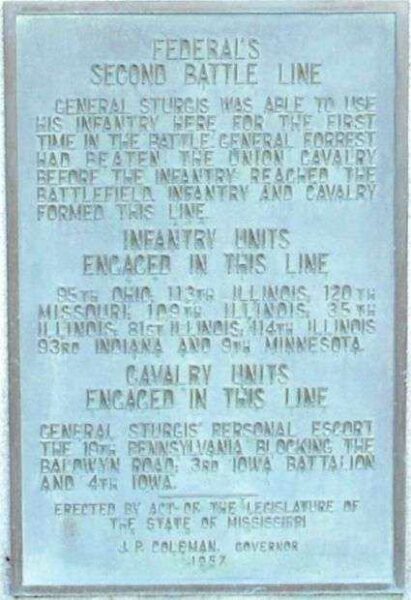 FEDERAL'S
SECOND BATTLE LINE
GENERAL STURGIS WAS ABLE TO USE
HIS INFANTRY HERE FOR THE FIRST
TIME IN THE BATTLE. GENERAL FORREST
HAD BEATEN THE UNION CAVALRY
BEFORE THE INFANTRY REACHED THE
BATTLEFIELD. INFANTRY AND CAVALRY
FORMED THIS LINE.
INFANTRY UNITS
ENGAGED IN THIS LINE
95TH OHIO, 113TH ILLINOIS, 120TH
MISSOURI, 109TH ILLINOIS, 35TH
ILLINOIS, 81ST ILLINOIS, 114TH ILLINOIS
93RD INDIANA AND 9TH MINNESOTA.
CAVALRY UNITS
ENGAGED IN THIS LINE
GENERAL STURGIS' PERSONAL ESCORT
THE 19TH PENNSYLVANIA BLOCKING THE
BALDWYN ROAD; 3RD IOWA BATTALION
AND 4TH IOWA.
ERECTED BY ACT OF THE LEGISLATURE OF
THE STATE OF MISSISSIPPI
J. P. COLEMAN, GOVERNOR
1957